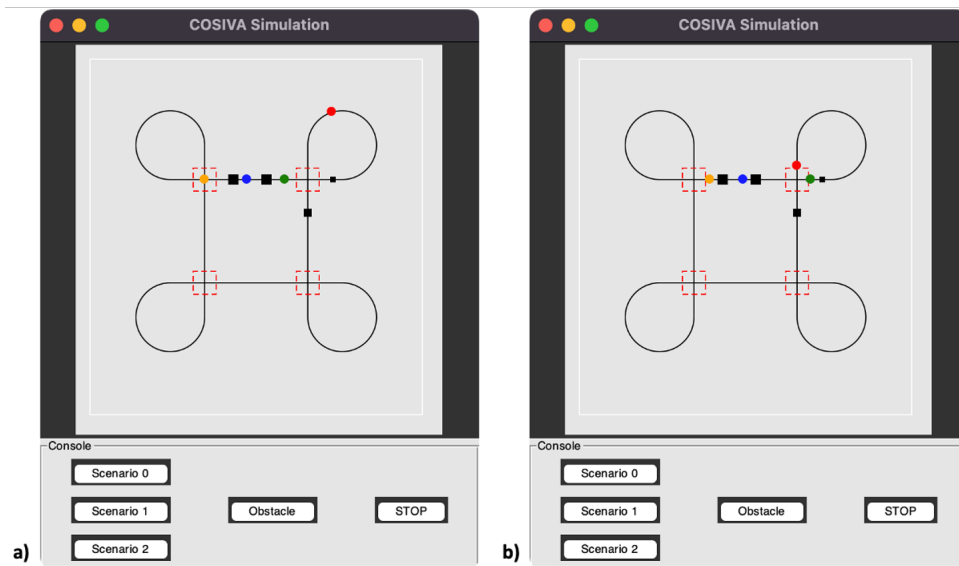 COSIVA Simulation
Console
Scenario 0
Scenario 1
Obstacle
STOP
Scenario 2
a)
COSIVA Simulation
Console
Scenario 0
Scenario 1
Obstacle
STOP
Scenario 2
b)